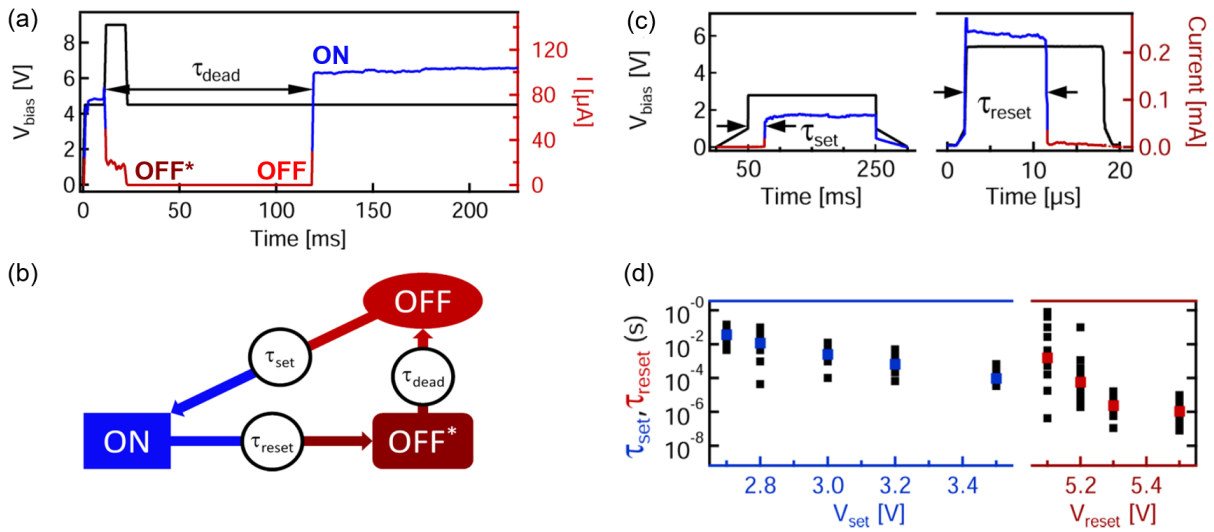 (a)
8
6
4
2
0
V_bias [V]
τ_dead
ON
OFF*
OFF
120
80
40
0
I [µA]
0
50
100
150
200
Time [ms]
(b)
OFF
τ_set
τ_dead
ON
τ_reset
OFF*
(c)
6
4
2
0
V_bias [V]
τ_set
50
250
Time [ms]
τ_reset
0
10
20
Time [µs]
0.2
0.1
0.0
Current [mA]
(d)
10^-0
10^-2
10^-4
10^-6
10^-8
τ_set, τ_reset (s)
2.8
3.0
3.2
3.4
V_set [V]
5.2
5.4
V_reset [V]